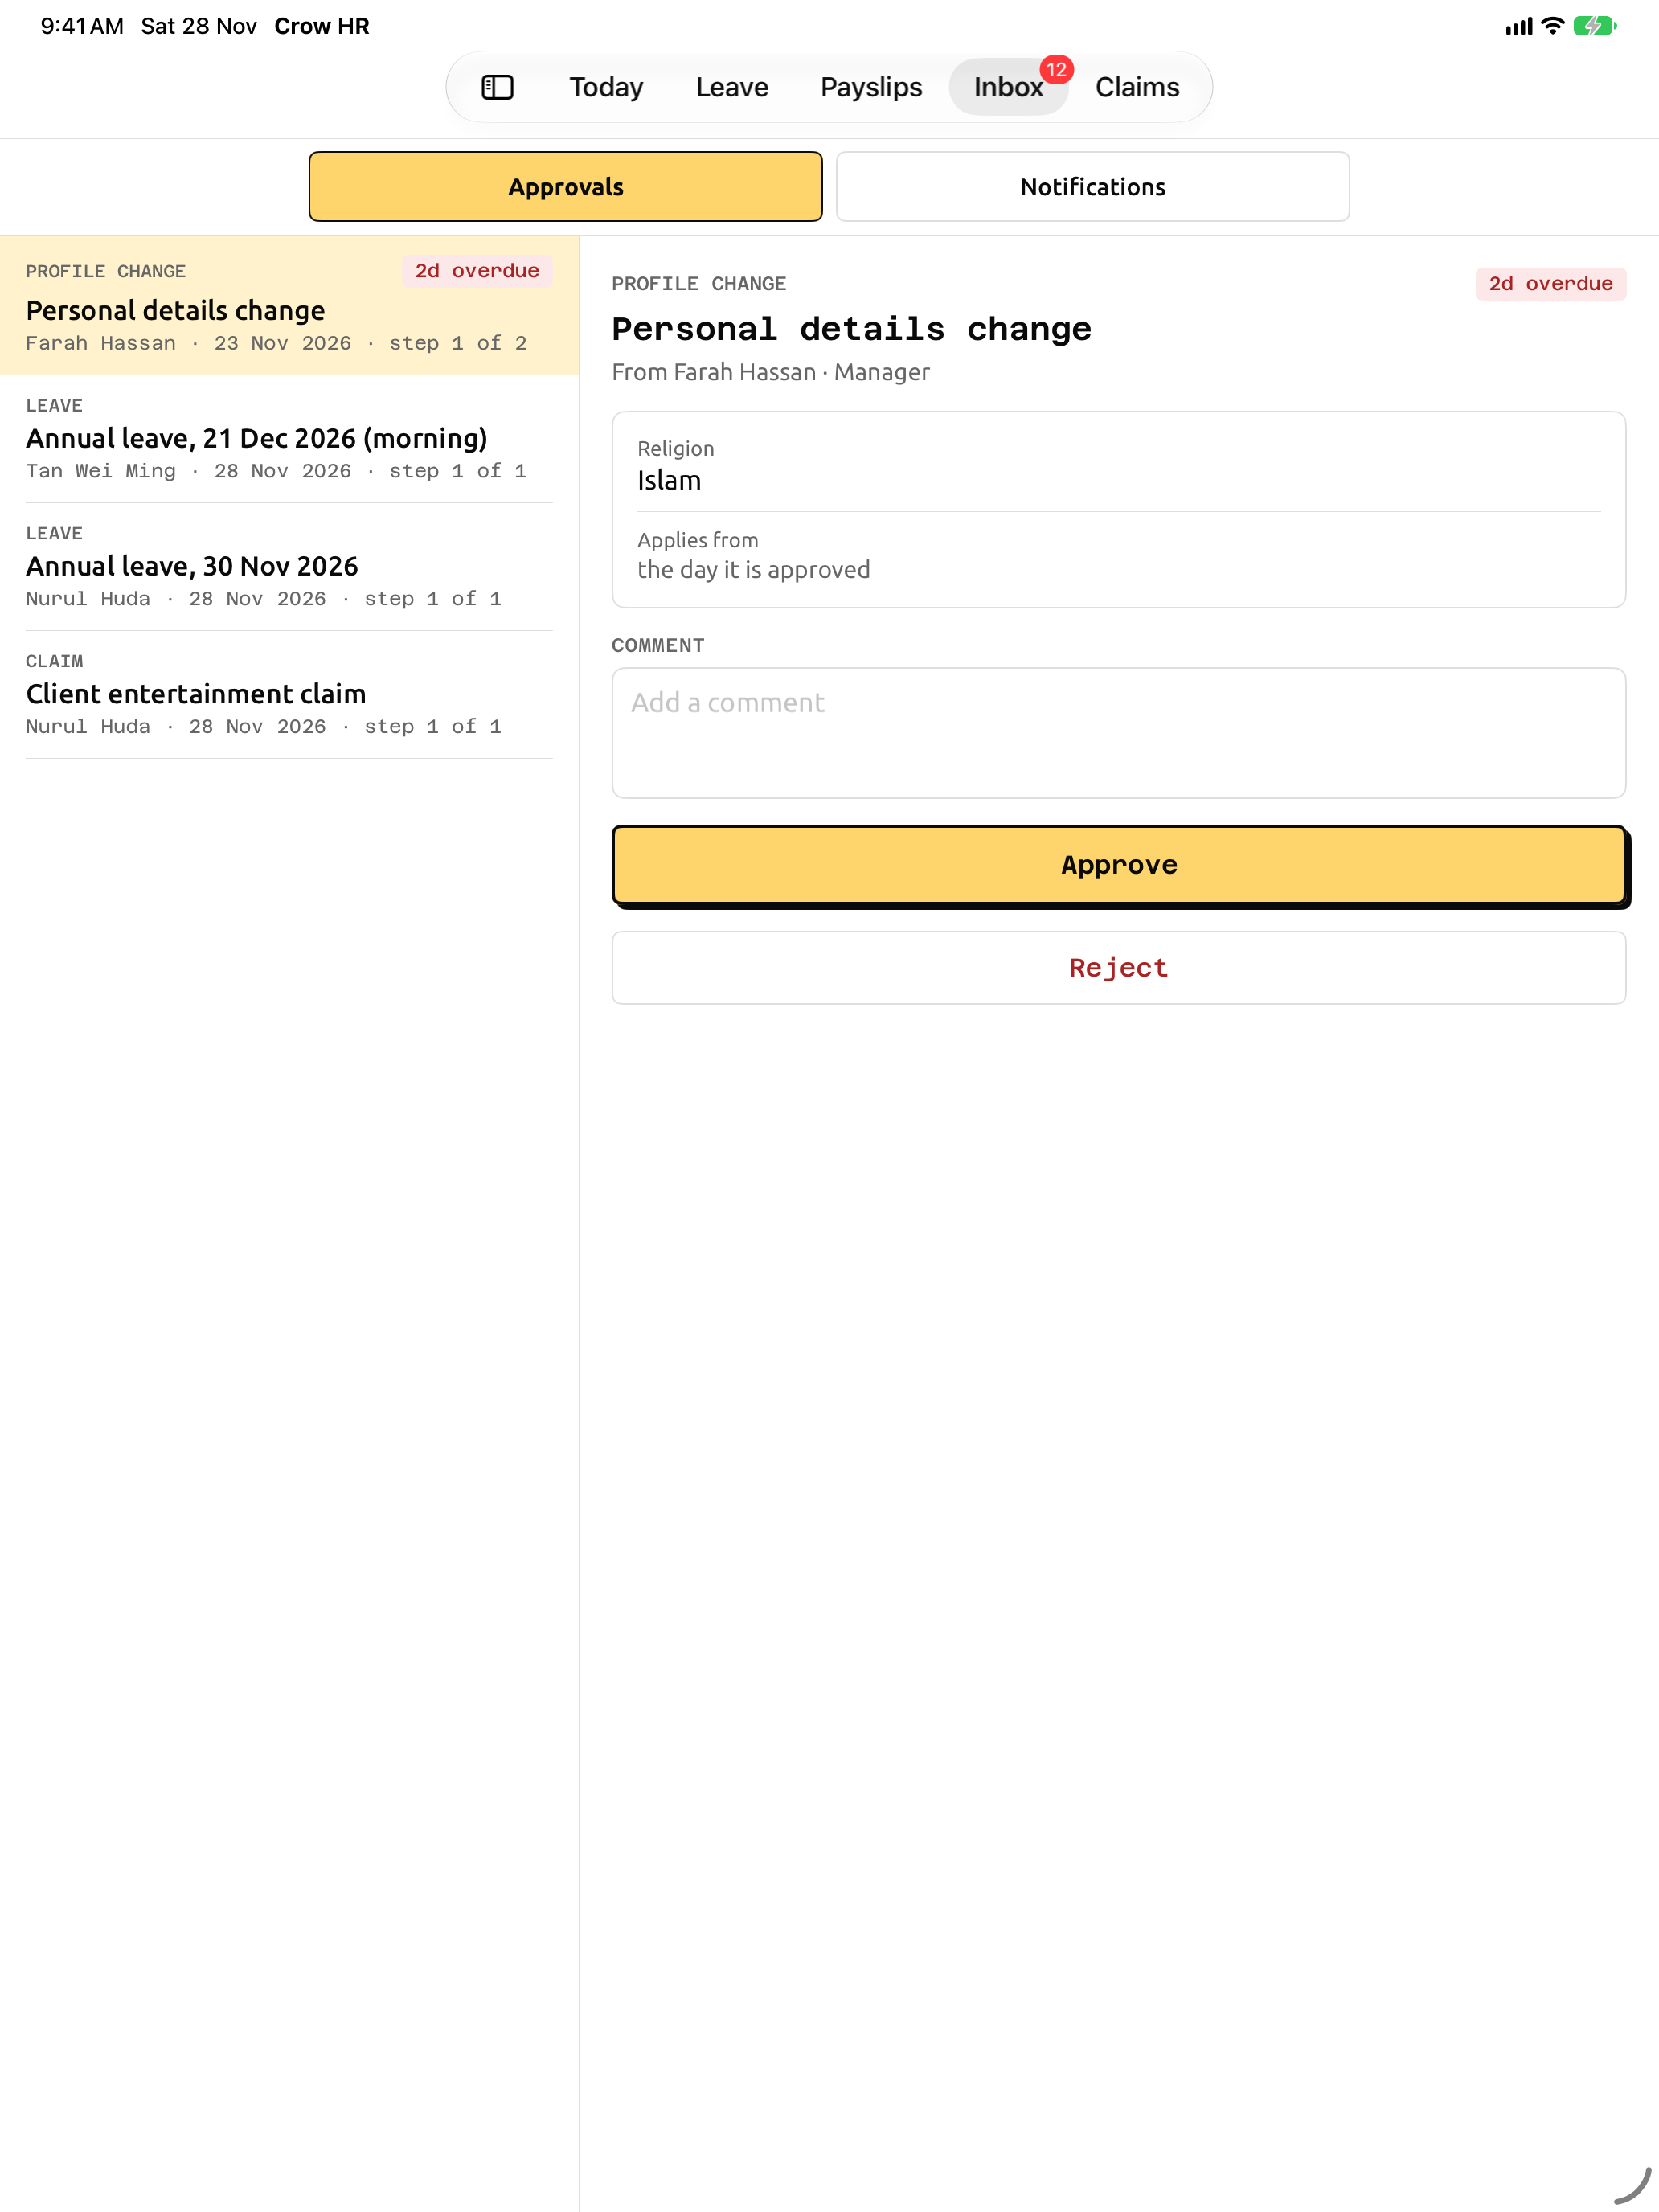 9:41 AM Sat 28 Nov Crow HR
Today Leave Payslips Inbox 12 Claims
Approvals Notifications
PROFILE CHANGE 2d overdue
Personal details change
Farah Hassan · 23 Nov 2026 · step 1 of 2
LEAVE
Annual leave, 21 Dec 2026 (morning)
Tan Wei Ming · 28 Nov 2026 · step 1 of 1
LEAVE
Annual leave, 30 Nov 2026
Nurul Huda · 28 Nov 2026 · step 1 of 1
CLAIM
Client entertainment claim
Nurul Huda · 28 Nov 2026 · step 1 of 1
PROFILE CHANGE 2d overdue
Personal details change
From Farah Hassan · Manager
Religion
Islam
Applies from
the day it is approved
COMMENT
Add a comment
Approve
Reject